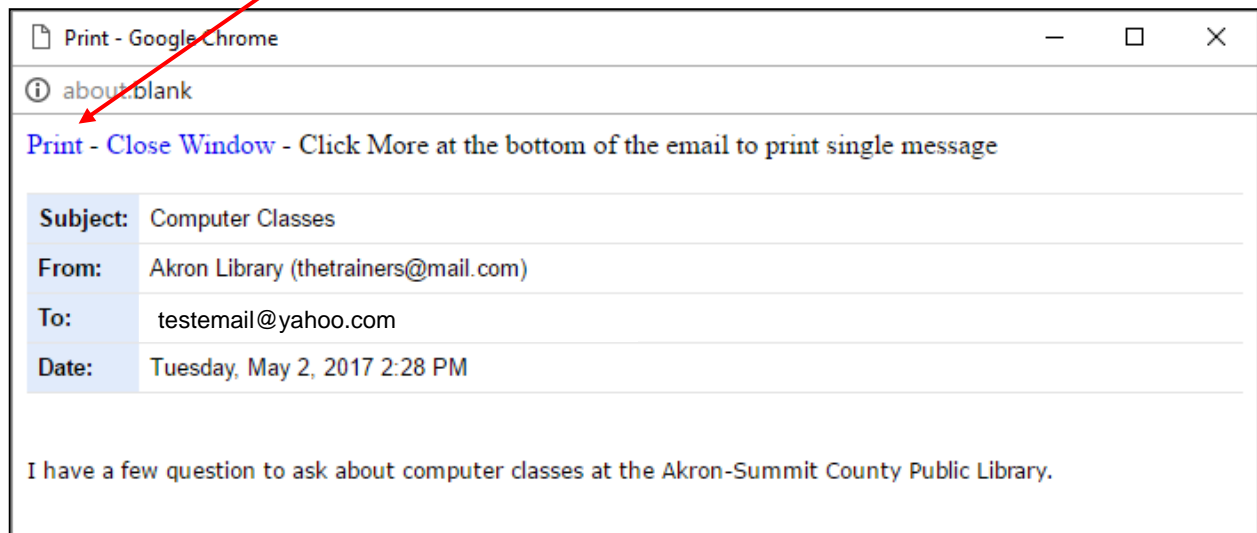 Print - Google Chrome
about:blank
Print - Close Window - Click More at the bottom of the email to print single message
Subject: Computer Classes
From: Akron Library (thetrainers@mail.com)
To: testemail@yahoo.com
Date: Tuesday, May 2, 2017 2:28 PM
I have a few question to ask about computer classes at the Akron-Summit County Public Library.